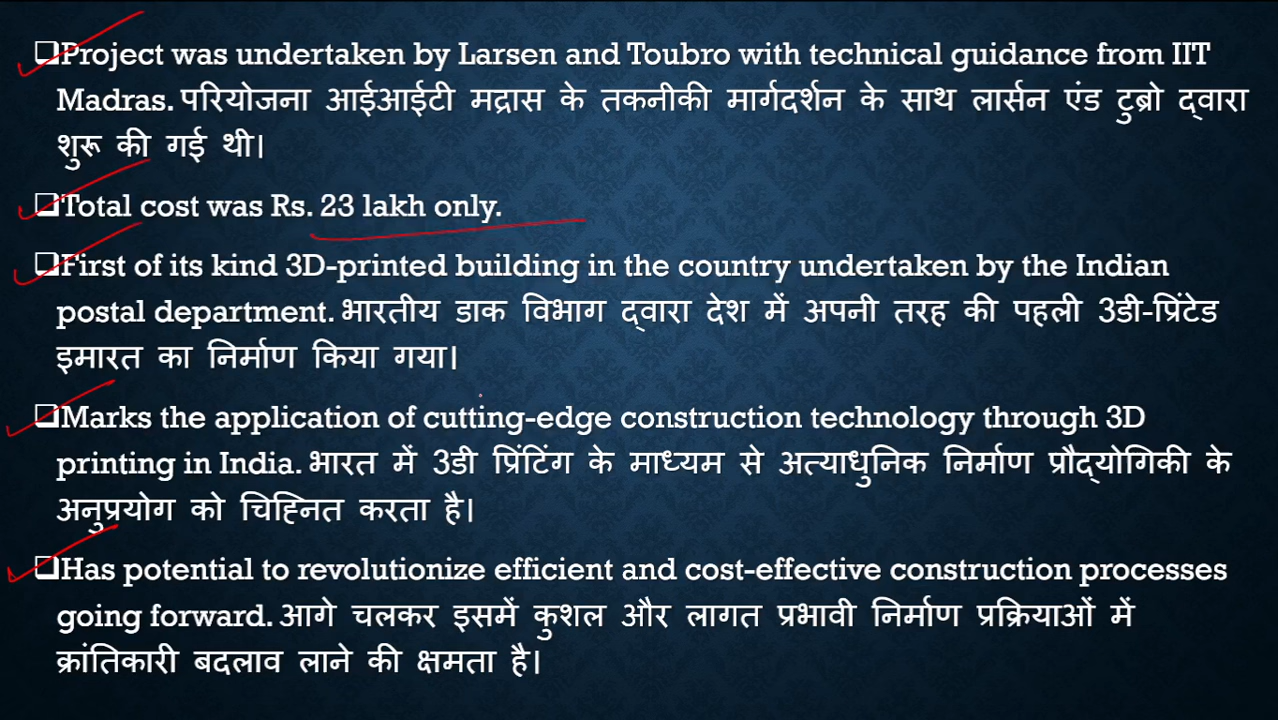 Project was undertaken by Larsen and Toubro with technical guidance from IIT
Madras. परियोजना आईआईटी मद्रास के तकनीकी मार्गदर्शन के साथ लार्सन एंड टुब्रो द्वारा
शुरू की गई थी।
Total cost was Rs. 23 lakh only.
First of its kind 3D-printed building in the country undertaken by the Indian
postal department. भारतीय डाक विभाग द्वारा देश में अपनी तरह की पहली 3डी-प्रिंटेड
इमारत का निर्माण किया गया।
Marks the application of cutting-edge construction technology through 3D
printing in India. भारत में 3डी प्रिंटिंग के माध्यम से अत्याधुनिक निर्माण प्रौद्योगिकी के
अनुप्रयोग को चिह्नित करता है।
Has potential to revolutionize efficient and cost-effective construction processes
going forward. आगे चलकर इसमें कुशल और लागत प्रभावी निर्माण प्रक्रियाओं में
क्रांतिकारी बदलाव लाने की क्षमता है।